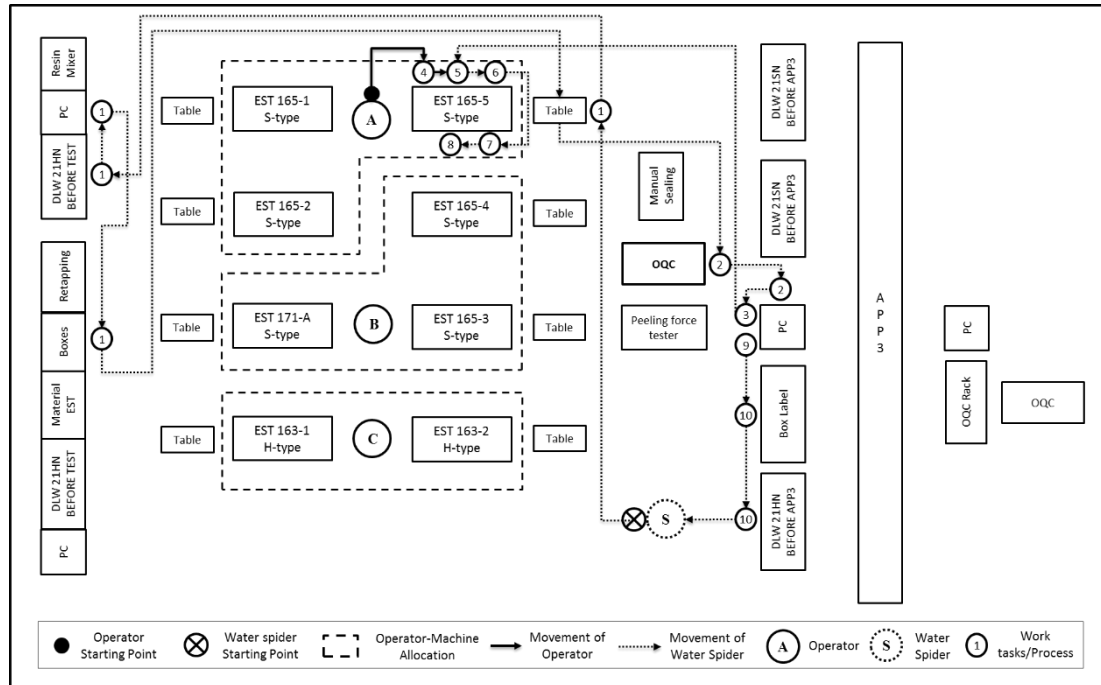 Resin
Mixer
PC
DLW 21HN
BEFORE TEST
Retapping
Boxes
Material
EST
DLW 21HN
BEFORE TEST
PC
1
1
1
Table
Table
Table
Table
EST 165-1
S-type
A
4
5
6
EST 165-5
S-type
8
7
EST 165-2
S-type
EST 165-4
S-type
EST 171-A
S-type
B
EST 165-3
S-type
EST 163-1
H-type
C
EST 163-2
H-type
Table
1
Table
Table
Table
Manual
Sealing
OQC
2
2
Peeling force
tester
3
9
PC
10
10
S
DLW 21SN
BEFORE APP3
DLW 21SN
BEFORE APP3
Box Label
DLW 21HN
BEFORE APP3
A
P
P
3
PC
OQC Rack
OQC
Operator
Starting Point
Water spider
Starting Point
Operator-Machine
Allocation
Movement of
Operator
Movement of
Water Spider
A
Operator
S
Water
Spider
1
Work
tasks/Process